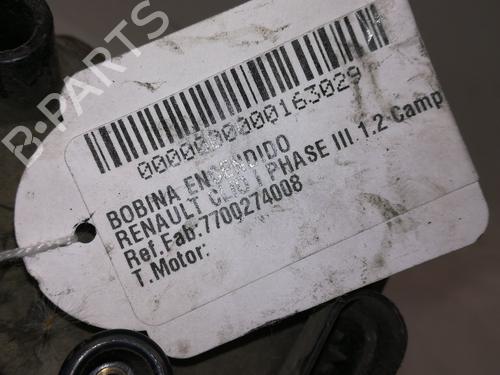 B-PARTS
0000000000163029
BOBINA ENCENDIDO
RENAULT CLIO I PHASE III 1.2 Camp
Ref.Fab:7700274008
T.Motor: